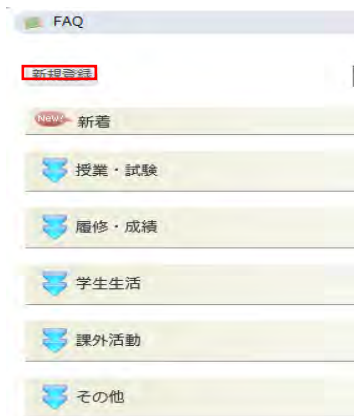 FAQ
新規登録
New! 新着
授業・試験
履修・成績
学生生活
課外活動
その他